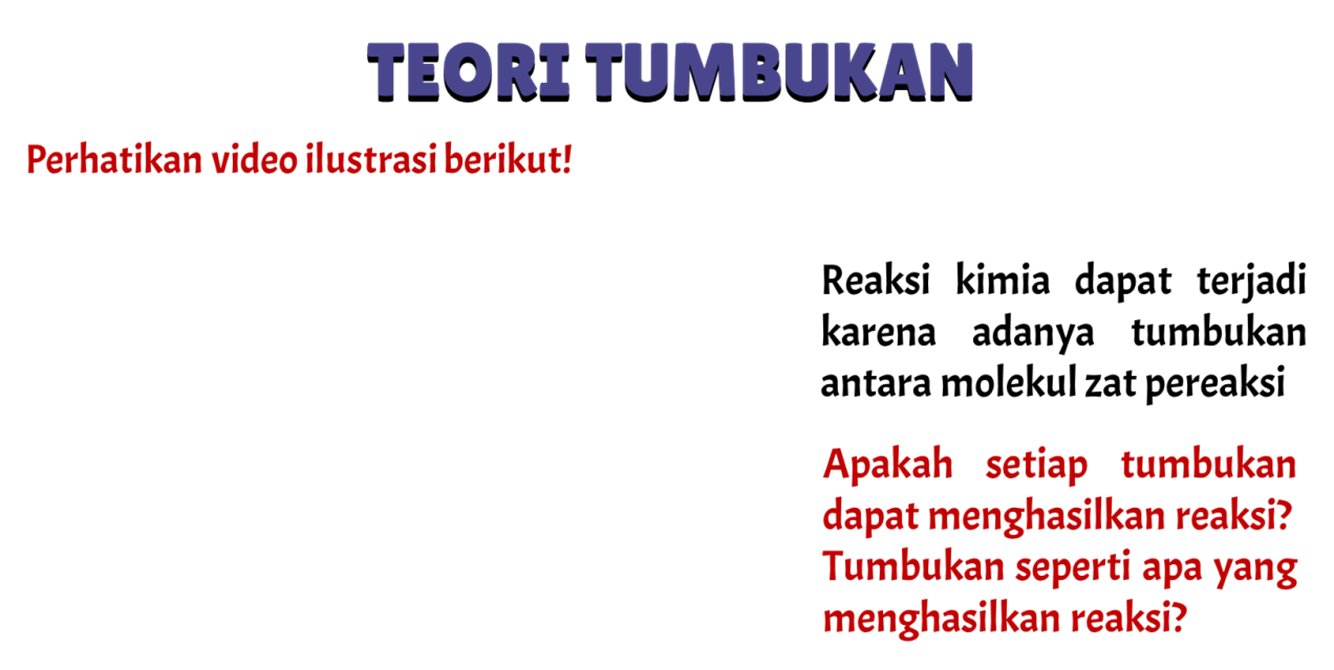 TEORI TUMBUKAN
Perhatikan video ilustrasi berikut!
Reaksi kimia dapat terjadi
karena adanya tumbukan
antara molekul zat pereaksi
Apakah setiap tumbukan
dapat menghasilkan reaksi?
Tumbukan seperti apa yang
menghasilkan reaksi?